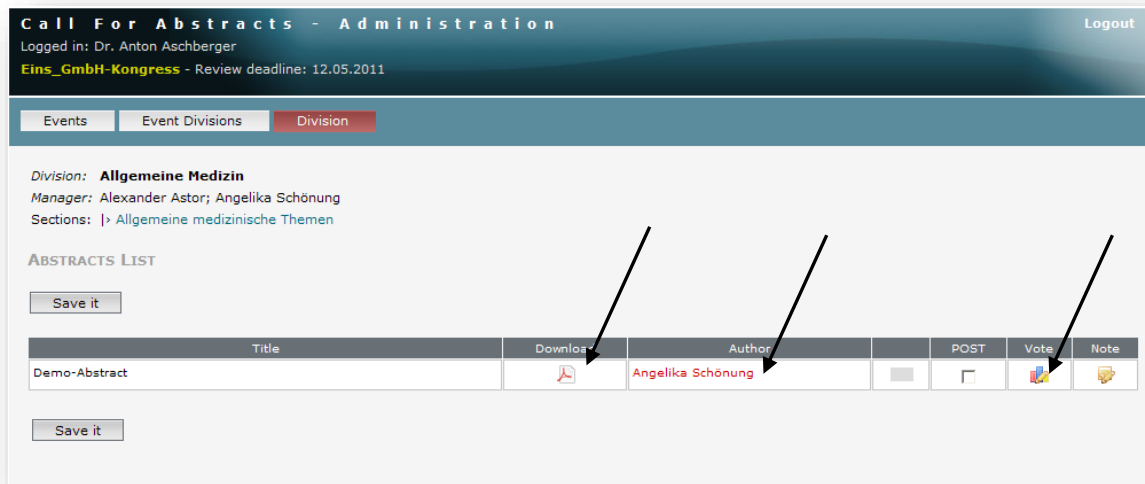 Call For Abstracts - Administration
Logout
Logged in: Dr. Anton Aschberger
Eins_GmbH-Kongress - Review deadline: 12.05.2011
Events Event Divisions Division
Division: Allgemeine Medizin
Manager: Alexander Astor; Angelika Schönung
Sections: |› Allgemeine medizinische Themen
ABSTRACTS LIST
Save it
Title Download Author POST Vote Note
Demo-Abstract Angelika Schönung
Save it